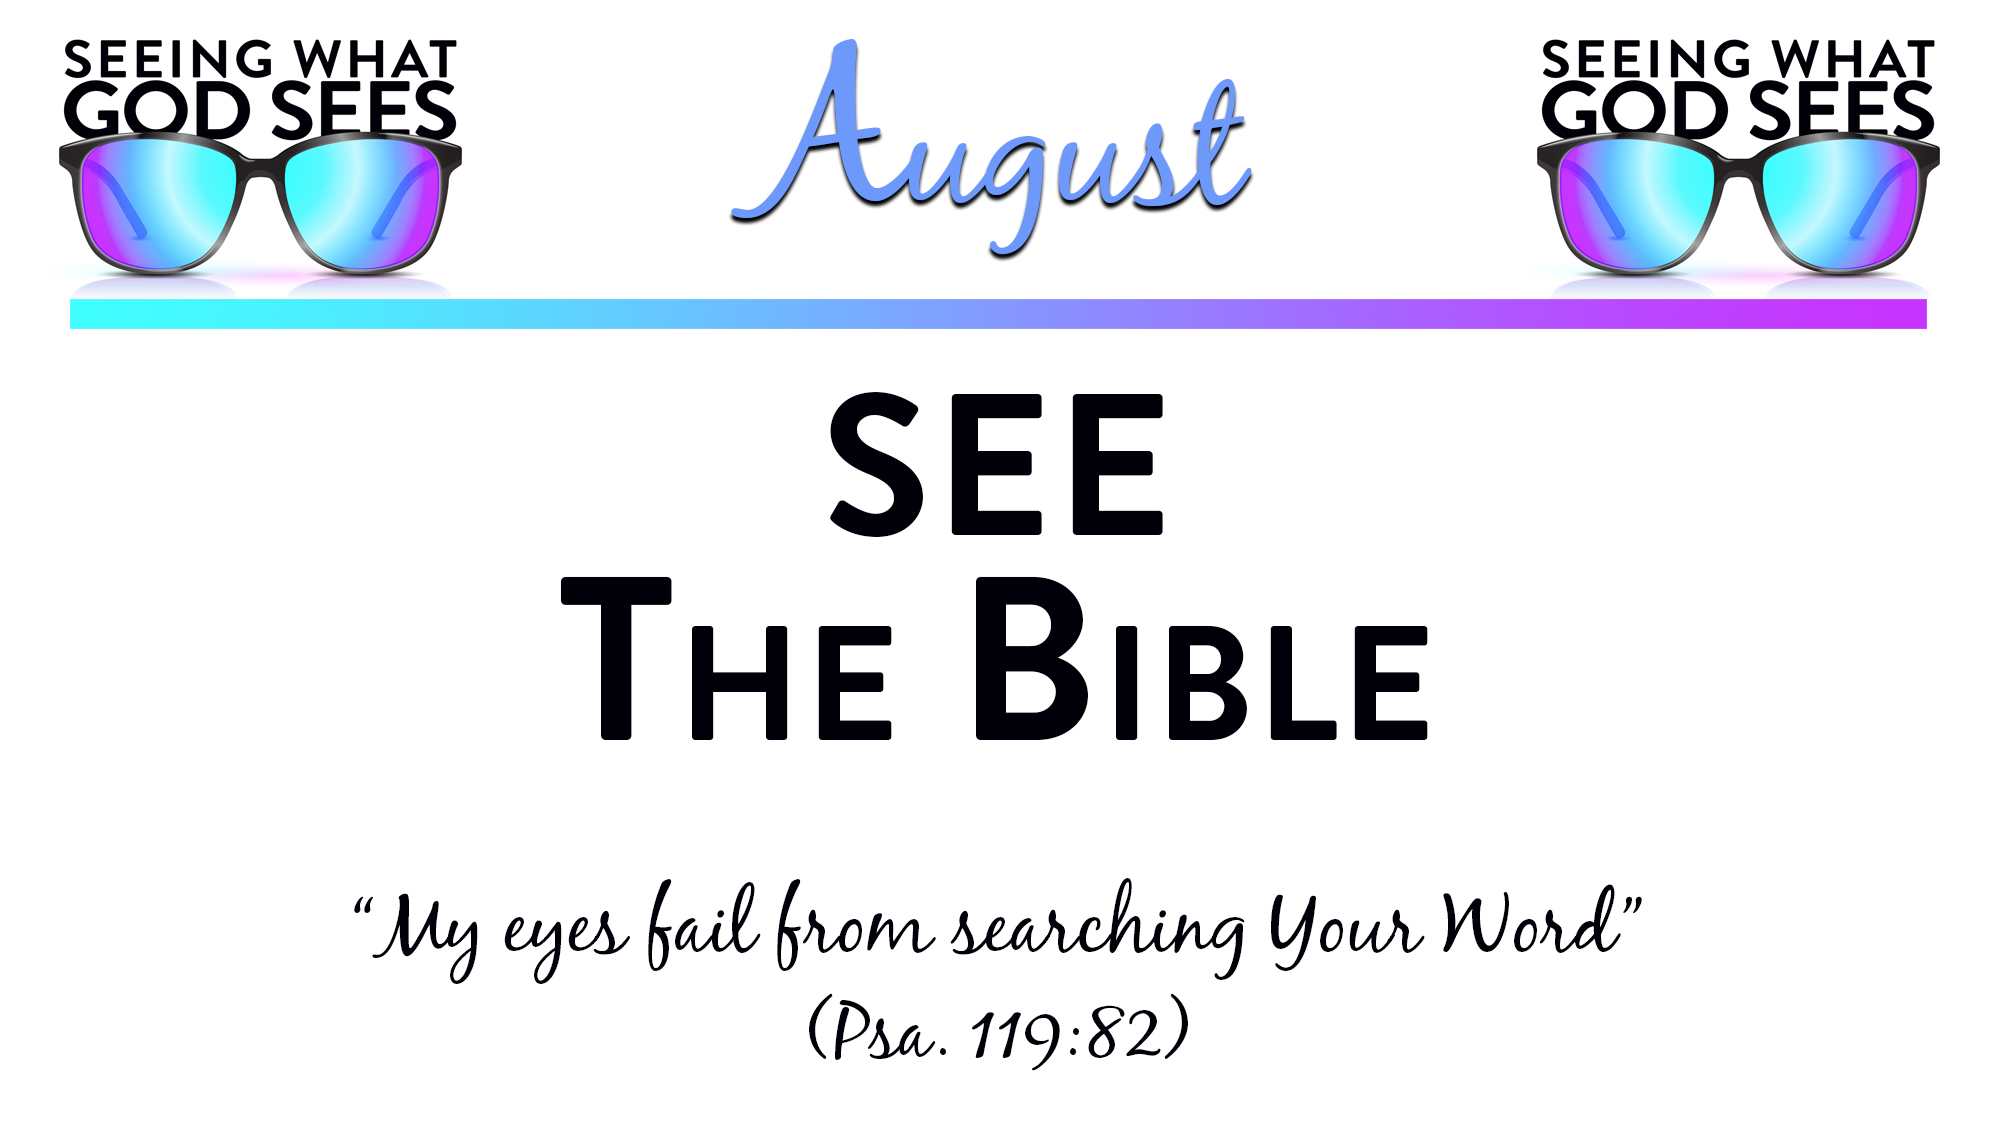 SEEING WHAT
GOD SEES
August
SEEING WHAT
GOD SEES
SEE
THE BIBLE
“My eyes fail from searching Your Word”
(Psa. 119:82)